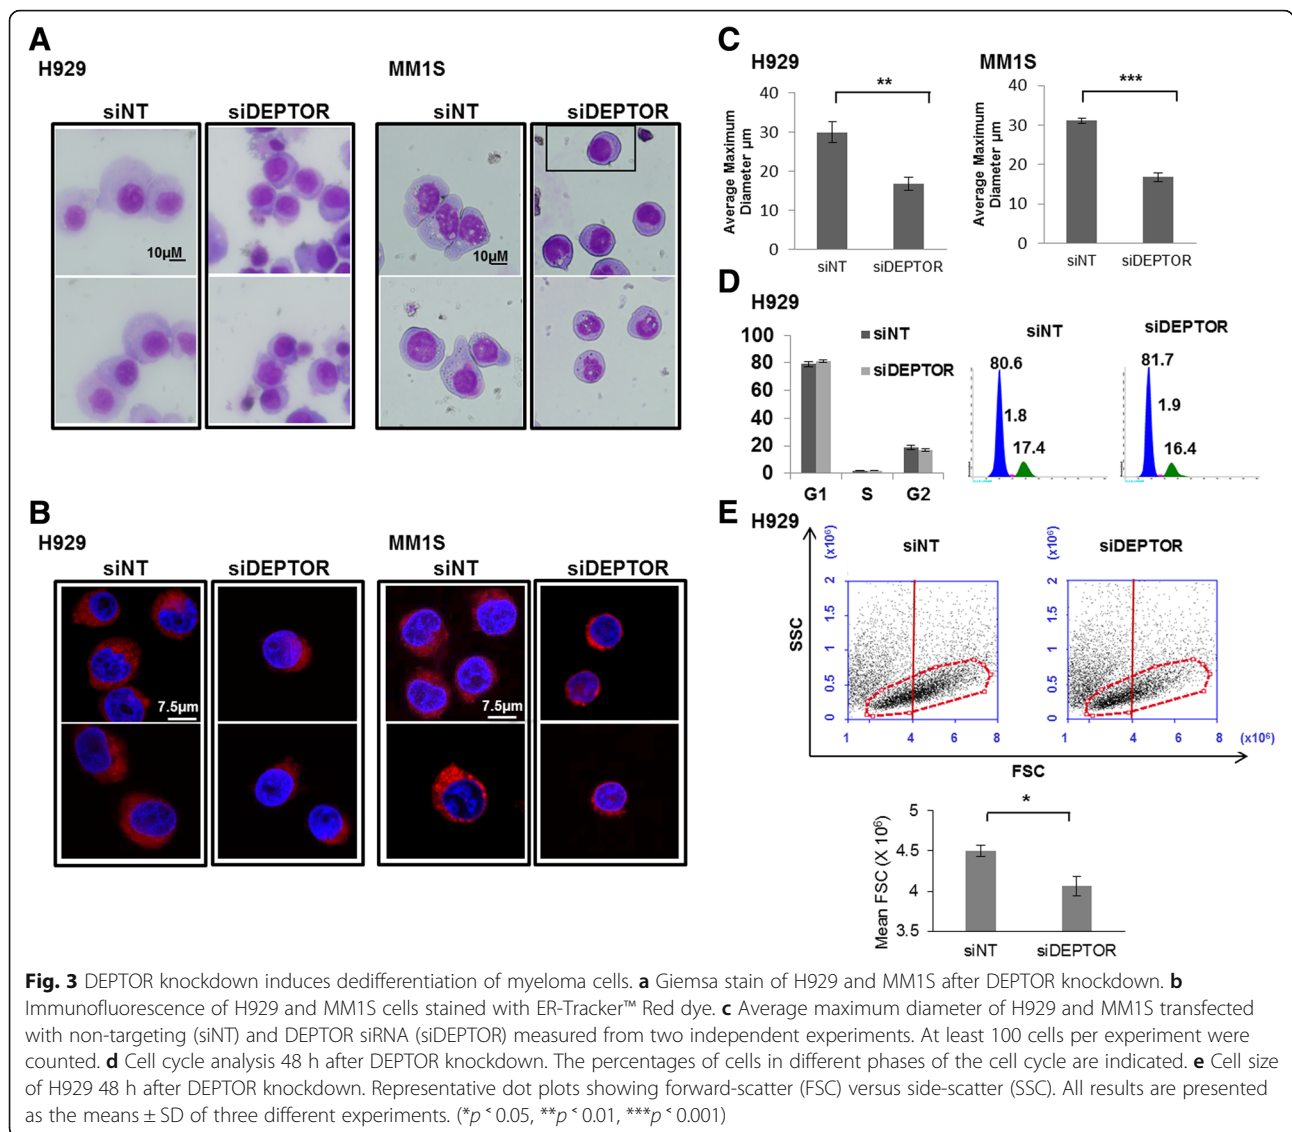 A
H929
MM1S
siNT
siDEPTOR
siNT
siDEPTOR
10µM
10µM
B
H929
MM1S
siNT
siDEPTOR
siNT
siDEPTOR
7.5µm
7.5µm
C
H929
MM1S
**
***
Average Maximum
Diameter µm
40
30
20
10
0
siNT
siDEPTOR
Average Maximum
Diameter µm
40
30
20
10
0
siNT
siDEPTOR
D
H929
100
80
60
40
20
0
G1
S
G2
siNT
siDEPTOR
siNT
80.6
1.8
17.4
siDEPTOR
81.7
1.9
16.4
E
H929
SSC
(x10⁶)
siNT
2
1.5
1
0.5
0
1
4
6
8
(x10⁶)
siDEPTOR
2
1.5
1
0.5
0
1
4
6
8
(x10⁶)
FSC
*
Mean FSC (X 10⁶)
5
4.5
4
3.5
siNT
siDEPTOR
Fig. 3 DEPTOR knockdown induces dedifferentiation of myeloma cells. a Giemsa stain of H929 and MM1S after DEPTOR knockdown. b
Immunofluorescence of H929 and MM1S cells stained with ER-Tracker™ Red dye. c Average maximum diameter of H929 and MM1S transfected
with non-targeting (siNT) and DEPTOR siRNA (siDEPTOR) measured from two independent experiments. At least 100 cells per experiment were
counted. d Cell cycle analysis 48 h after DEPTOR knockdown. The percentages of cells in different phases of the cell cycle are indicated. e Cell size
of H929 48 h after DEPTOR knockdown. Representative dot plots showing forward-scatter (FSC) versus side-scatter (SSC). All results are presented
as the means ± SD of three different experiments. (*p < 0.05, **p < 0.01, ***p < 0.001)